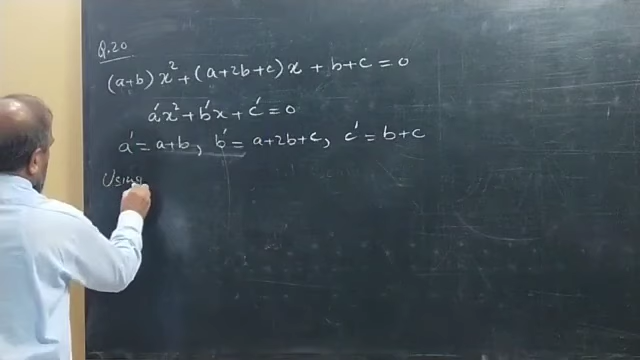 Q.20
(a+b)x²+(a+2b+c)x + b+c = 0
a'x²+b'x+c' = 0
a' = a+b, b' = a+2b+c, c' = b+c
Using